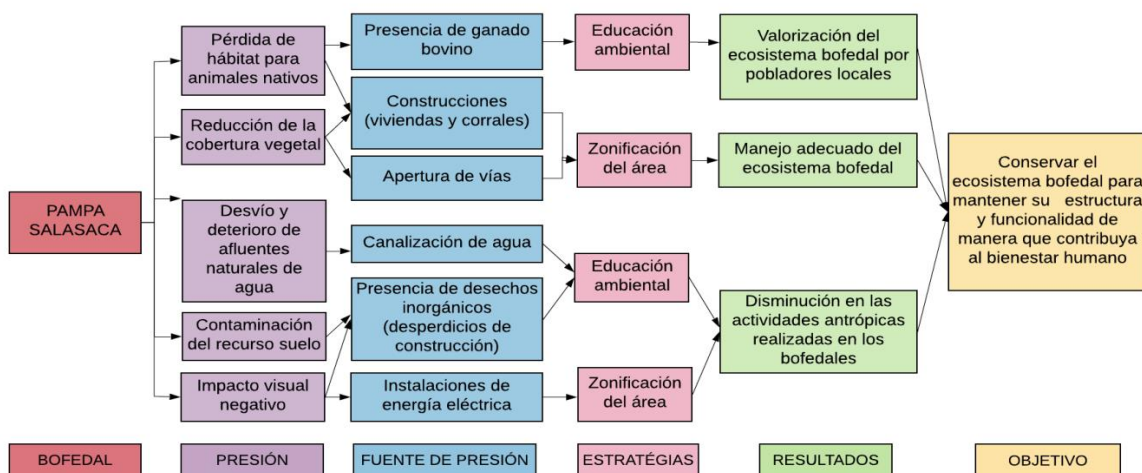 PAMPA
SALASACA
Pérdida de
hábitat para
animales nativos
Reducción de la
cobertura vegetal
Desvío y
deterioro de
afluentes
naturales de
agua
Contaminación
del recurso suelo
Impacto visual
negativo
Presencia de ganado
bovino
Construcciones
(viviendas y corrales)
Apertura de vías
Canalización de agua
Presencia de desechos
inorgánicos
(desperdicios de
construcción)
Instalaciones de
energía eléctrica
Educación
ambiental
Zonificación
del área
Educación
ambiental
Zonificación
del área
Valorización del
ecosistema bofedal por
pobladores locales
Manejo adecuado del
ecosistema bofedal
Disminución en las
actividades antrópicas
realizadas en los
bofedales
Conservar el
ecosistema bofedal para
mantener su estructura
y funcionalidad de
manera que contribuya
al bienestar humano
BOFEDAL
PRESIÓN
FUENTE DE PRESIÓN
ESTRATÉGIAS
RESULTADOS
OBJETIVO